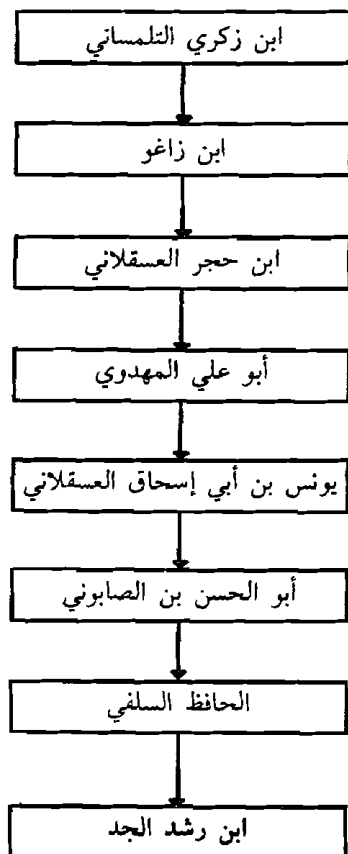 ابن زكري التلمساني
ابن زاغو
ابن حجر العسقلاني
أبو علي المهدوي
يونس بن أبي إسحاق العسقلاني
أبو الحسن بن الصابوني
الحافظ السلفي
ابن رشد الجد